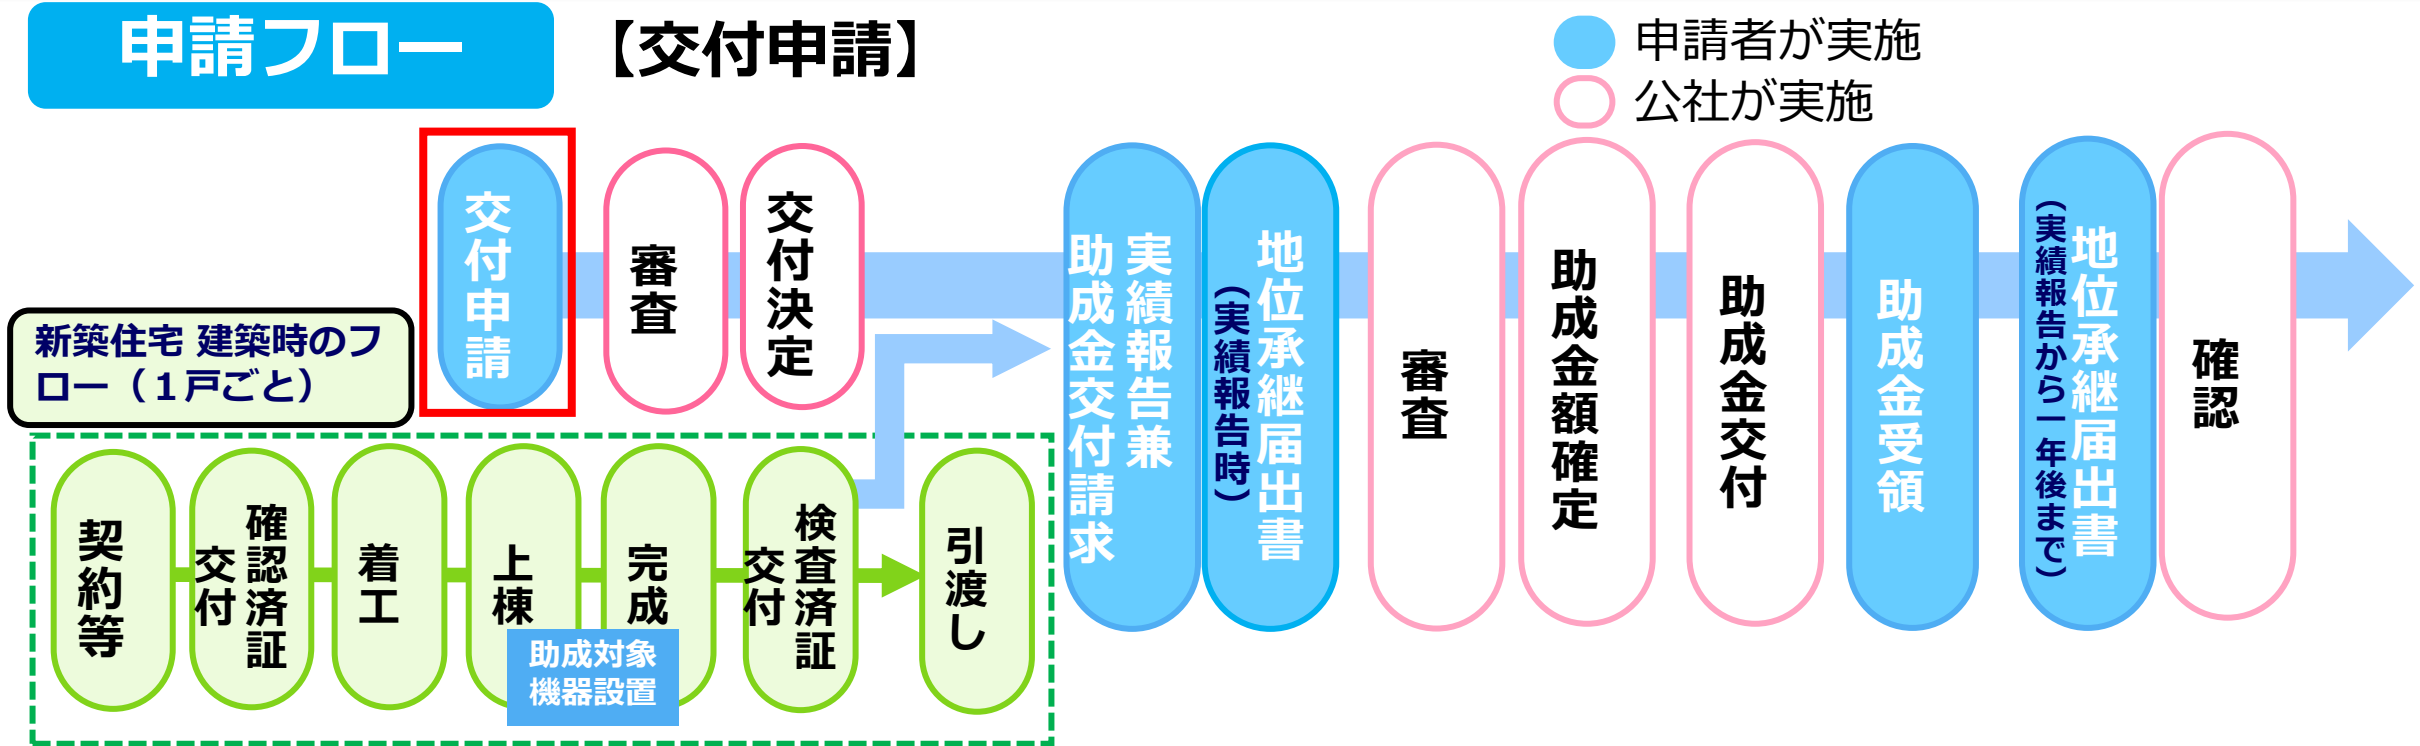 申請フロー
【交付申請】
申請者が実施
公社が実施
交付申請
審査
交付決定
実績報告兼
助成金交付請求
地位承継届出書
（実績報告時）
審査
助成金額確定
助成金交付
助成金受領
地位承継届出書
（実績報告から一年後まで）
確認
新築住宅 建築時のフ
ロー（１戸ごと）
契約等
確認済証
交付
着工
上棟
完成
助成対象
機器設置
検査済証
交付
引渡し